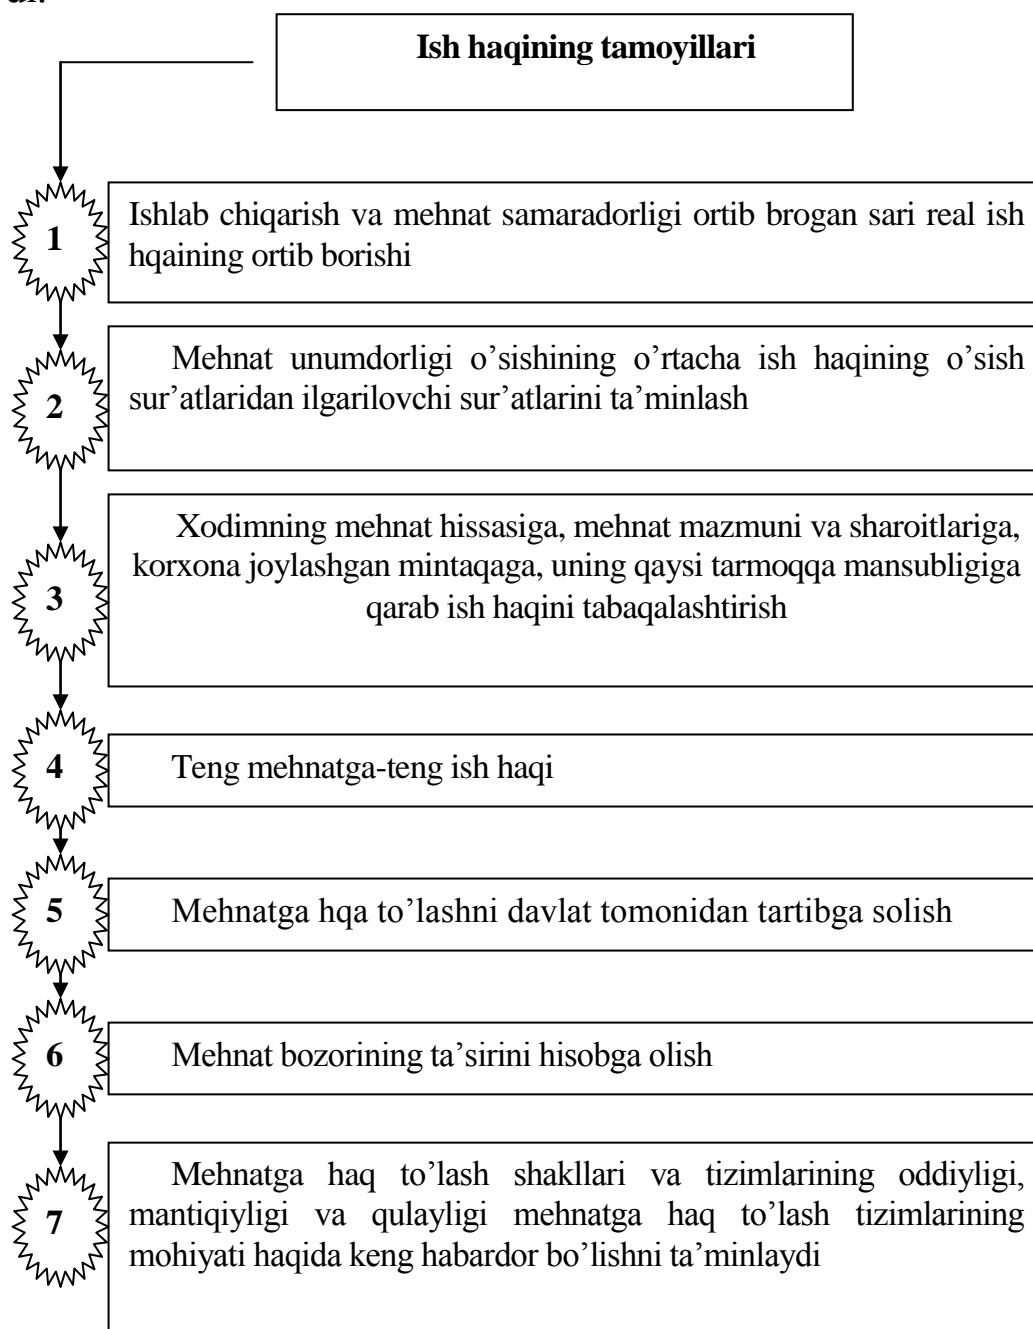 Ish haqining tamoyillari
1
Ishlab chiqarish va mehnat samaradorligi ortib brogan sari real ish
hqaining ortib borishi
2
Mehnat unumdorligi o’sishining o’rtacha ish haqining o’sish
sur’atlaridan ilgarilovchi sur’atlarini ta’minlash
3
Xodimning mehnat hissasiga, mehnat mazmuni va sharoitlariga,
korxona joylashgan mintaqaga, uning qaysi tarmoqqa mansubligiga
qarab ish haqini tabaqalashtirish
4
Teng mehnatga-teng ish haqi
5
Mehnatga hqa to’lashni davlat tomonidan tartibga solish
6
Mehnat bozorining ta’sirini hisobga olish
7
Mehnatga haq to’lash shakllari va tizimlarining oddiyligi,
mantiqiyligi va qulayligi mehnatga haq to’lash tizimlarining
mohiyati haqida keng habardor bo’lishni ta’minlaydi